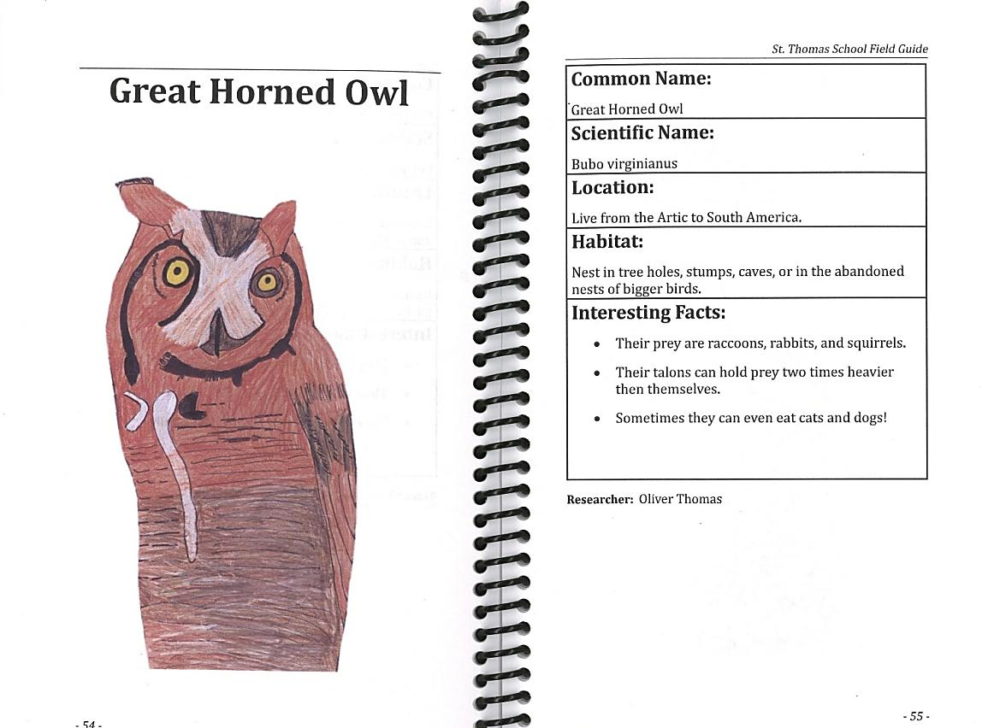 Great Horned Owl
- 54 -
St. Thomas School Field Guide
Common Name:
Great Horned Owl
Scientific Name:
Bubo virginianus
Location:
Live from the Artic to South America.
Habitat:
Nest in tree holes, stumps, caves, or in the abandoned
nests of bigger birds.
Interesting Facts:
• Their prey are raccoons, rabbits, and squirrels.
• Their talons can hold prey two times heavier
then themselves.
• Sometimes they can even eat cats and dogs!
Researcher: Oliver Thomas
- 55 -